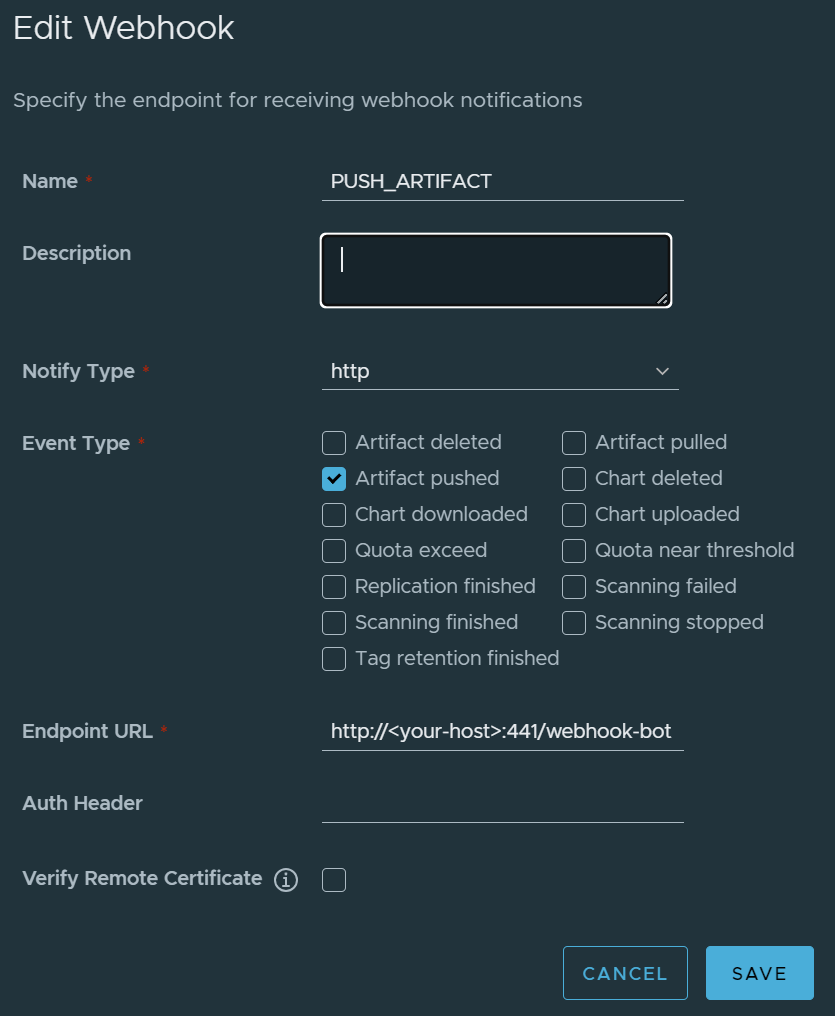 Edit Webhook
Specify the endpoint for receiving webhook notifications
Name *
PUSH_ARTIFACT
Description
Notify Type *
http
Event Type *
Artifact deleted
Artifact pulled
Artifact pushed
Chart deleted
Chart downloaded
Chart uploaded
Quota exceed
Quota near threshold
Replication finished
Scanning failed
Scanning finished
Scanning stopped
Tag retention finished
Endpoint URL *
http://<your-host>:441/webhook-bot
Auth Header
Verify Remote Certificate
CANCEL
SAVE